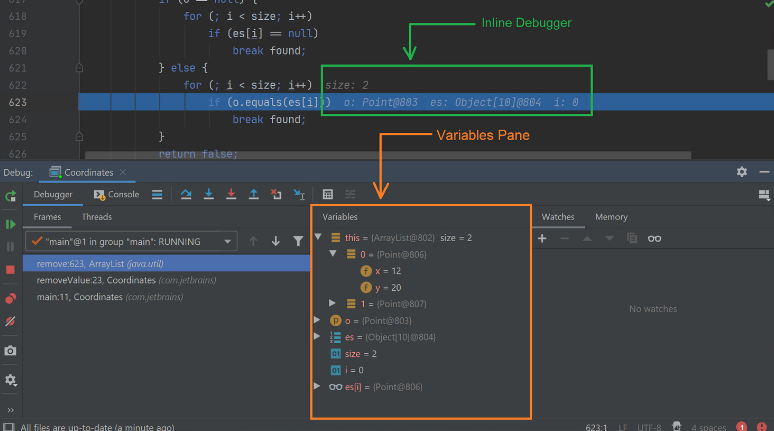 617 if (o == null) {
618 for (; i < size; i++)
619 if (es[i] == null)
620 break found;
621 } else {
622 for (; i < size; i++) size: 2
623 if (o.equals(es[i])) o: Point@803 es: Object[10]@804 i: 0
624 break found;
625 }
626 return false;
Inline Debugger
Variables Pane
Debug: Coordinates
Debugger Console
Frames Threads
"main"@1 in group "main": RUNNING
remove:623, ArrayList (java.util)
removeValue:23, Coordinates (com.jetbrains)
main:11, Coordinates (com.jetbrains)
Variables
this = {ArrayList@802} size = 2
0 = {Point@806}
f x = 12
f y = 20
1 = {Point@807}
p o = {Point@803}
es = {Object[10]@804}
01 size = 2
01 i = 0
es[i] = {Point@806}
Watches Memory
No watches
All files are up-to-date (a minute ago)
623:1 LF UTF-8 4 spaces 1